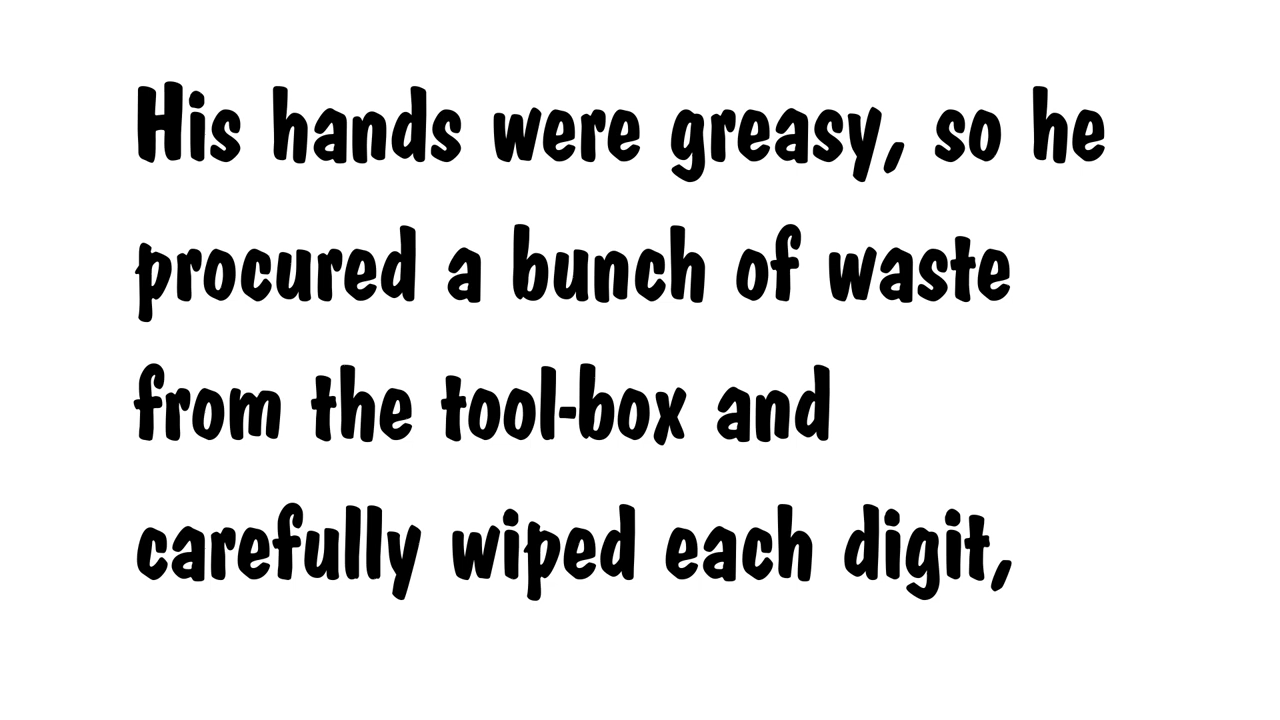 His hands were greasy, so he
procured a bunch of waste
from the tool-box and
carefully wiped each digit,